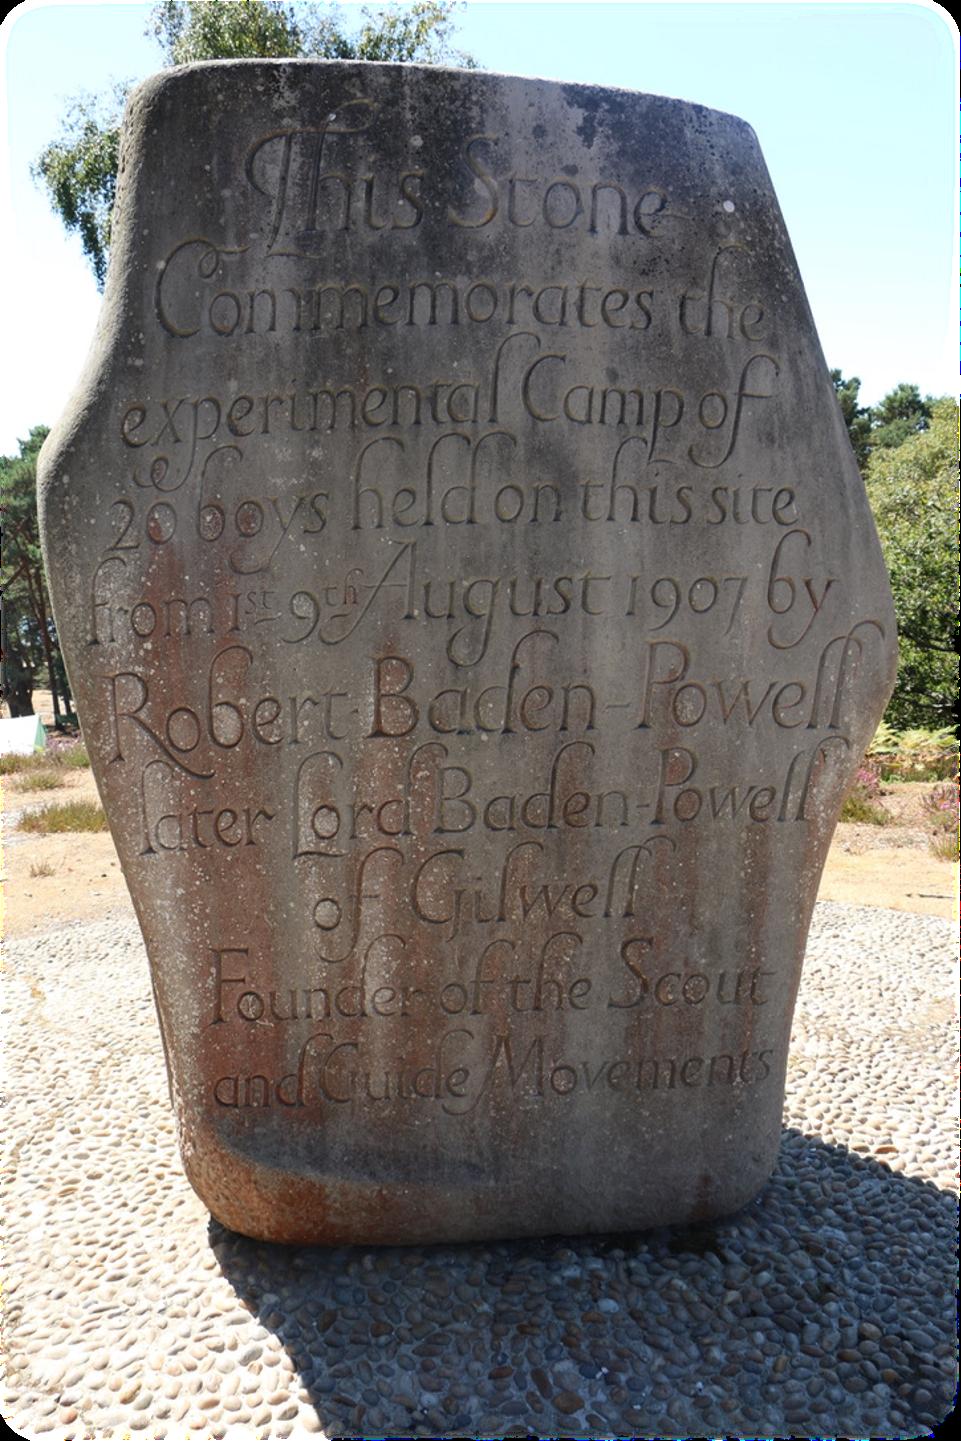 This Stone
Commemorates the
experimental Camp of
20 boys held on this site
from 1st-9th August 1907 by
Robert Baden-Powell
later Lord Baden-Powell
of Gilwell
Founder of the Scout
and Guide Movements